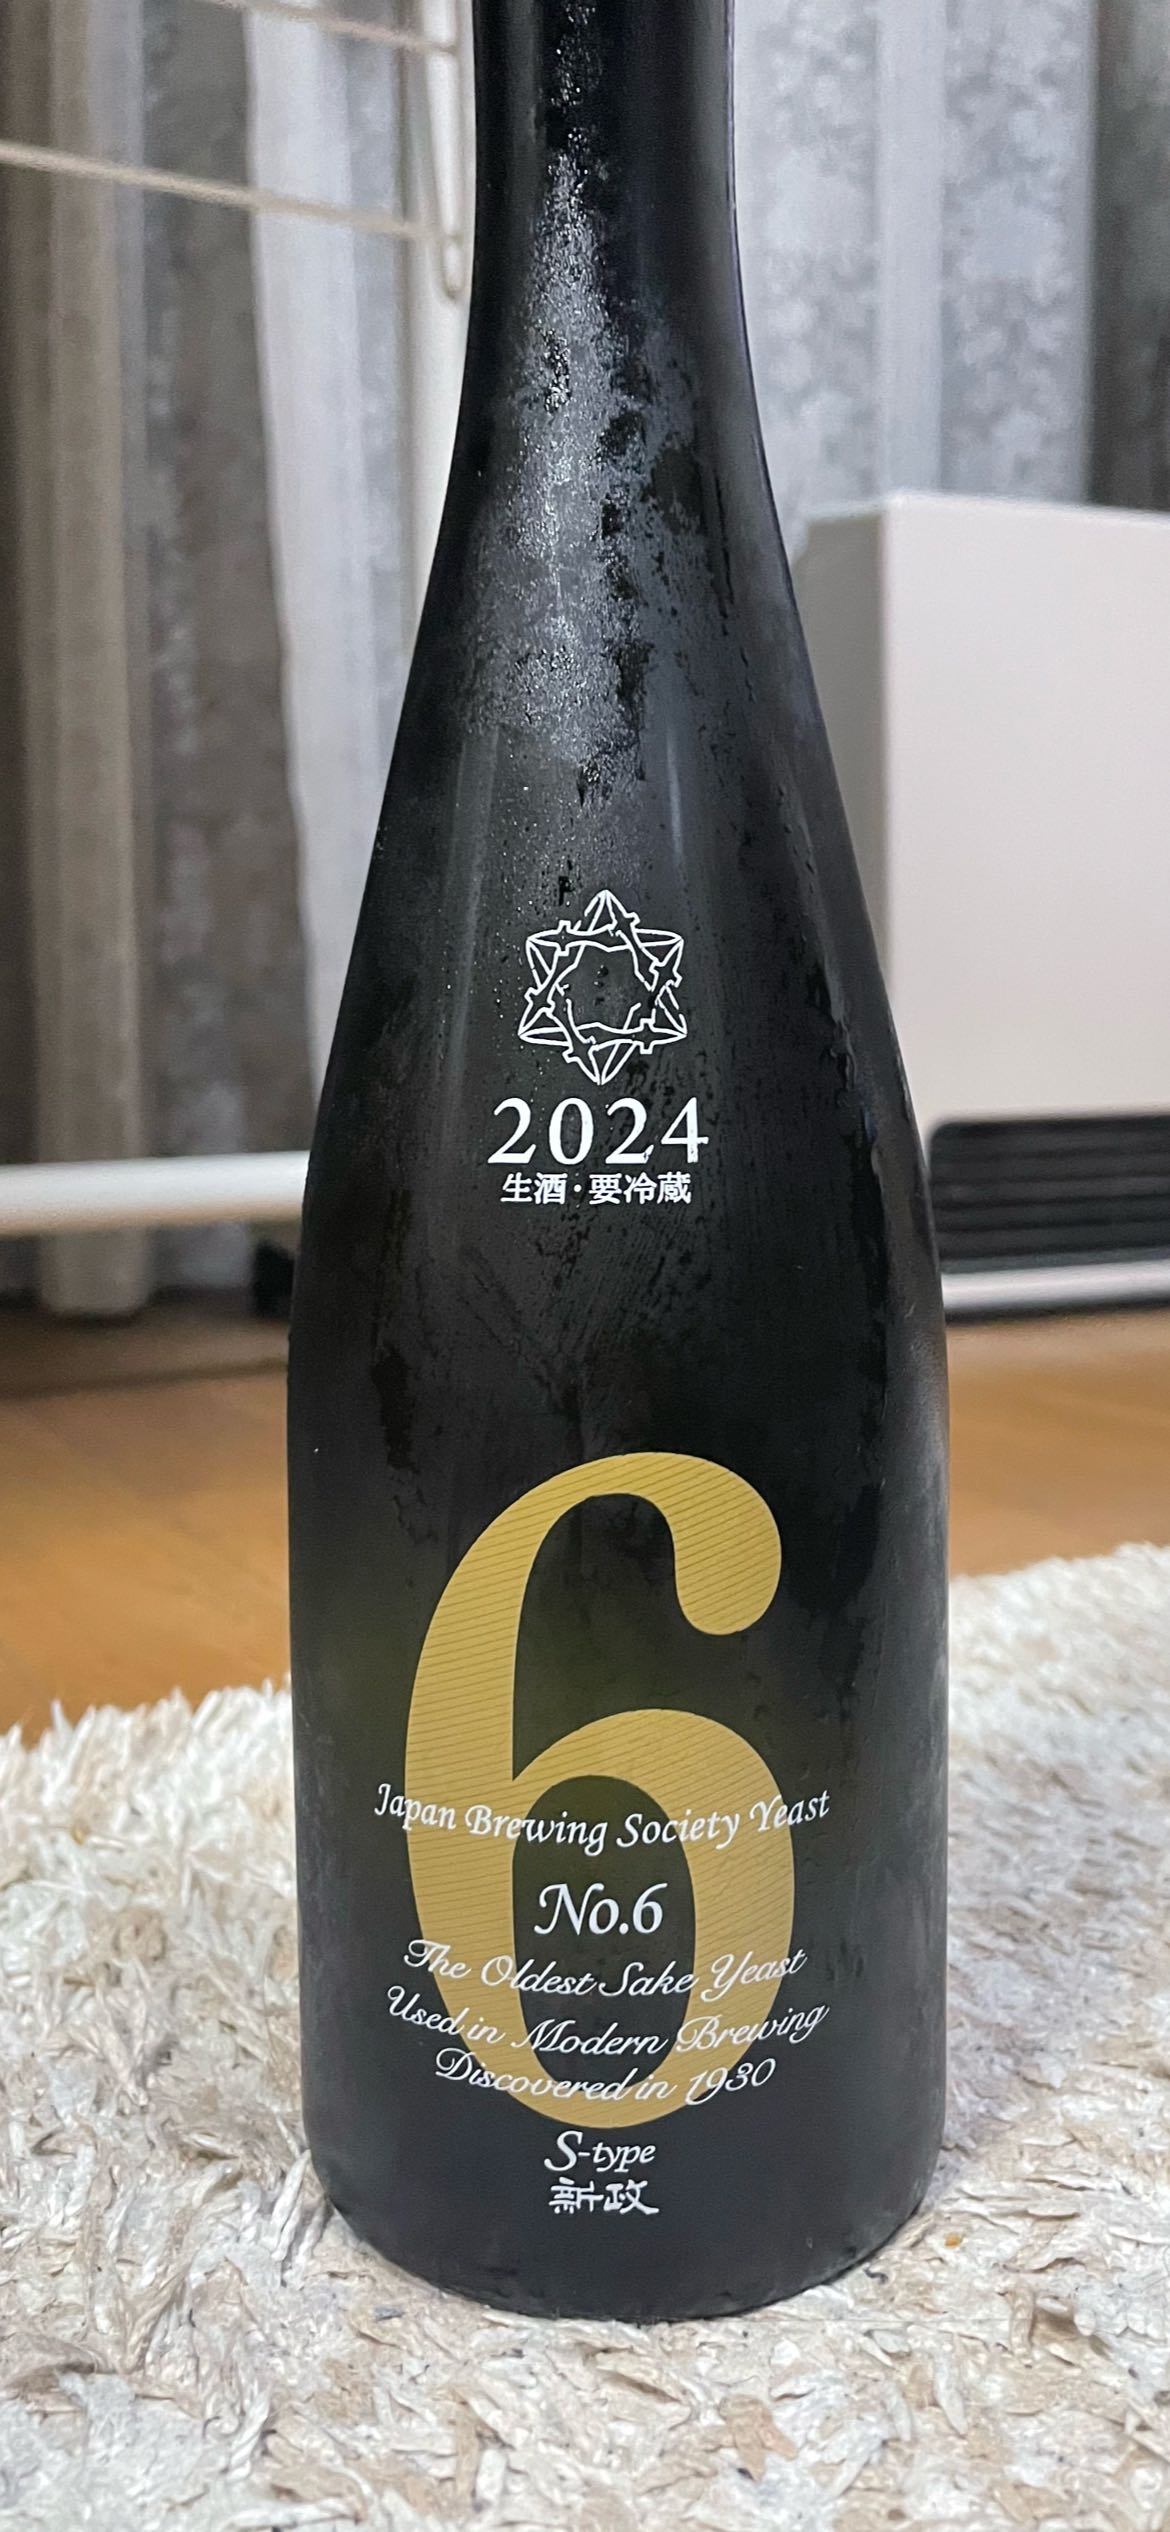 2024
生酒・要冷蔵
6
Japan Brewing Society Yeast
No.6
The Oldest Sake Yeast
Used in Modern Brewing
Discovered in 1930
S-type
新政